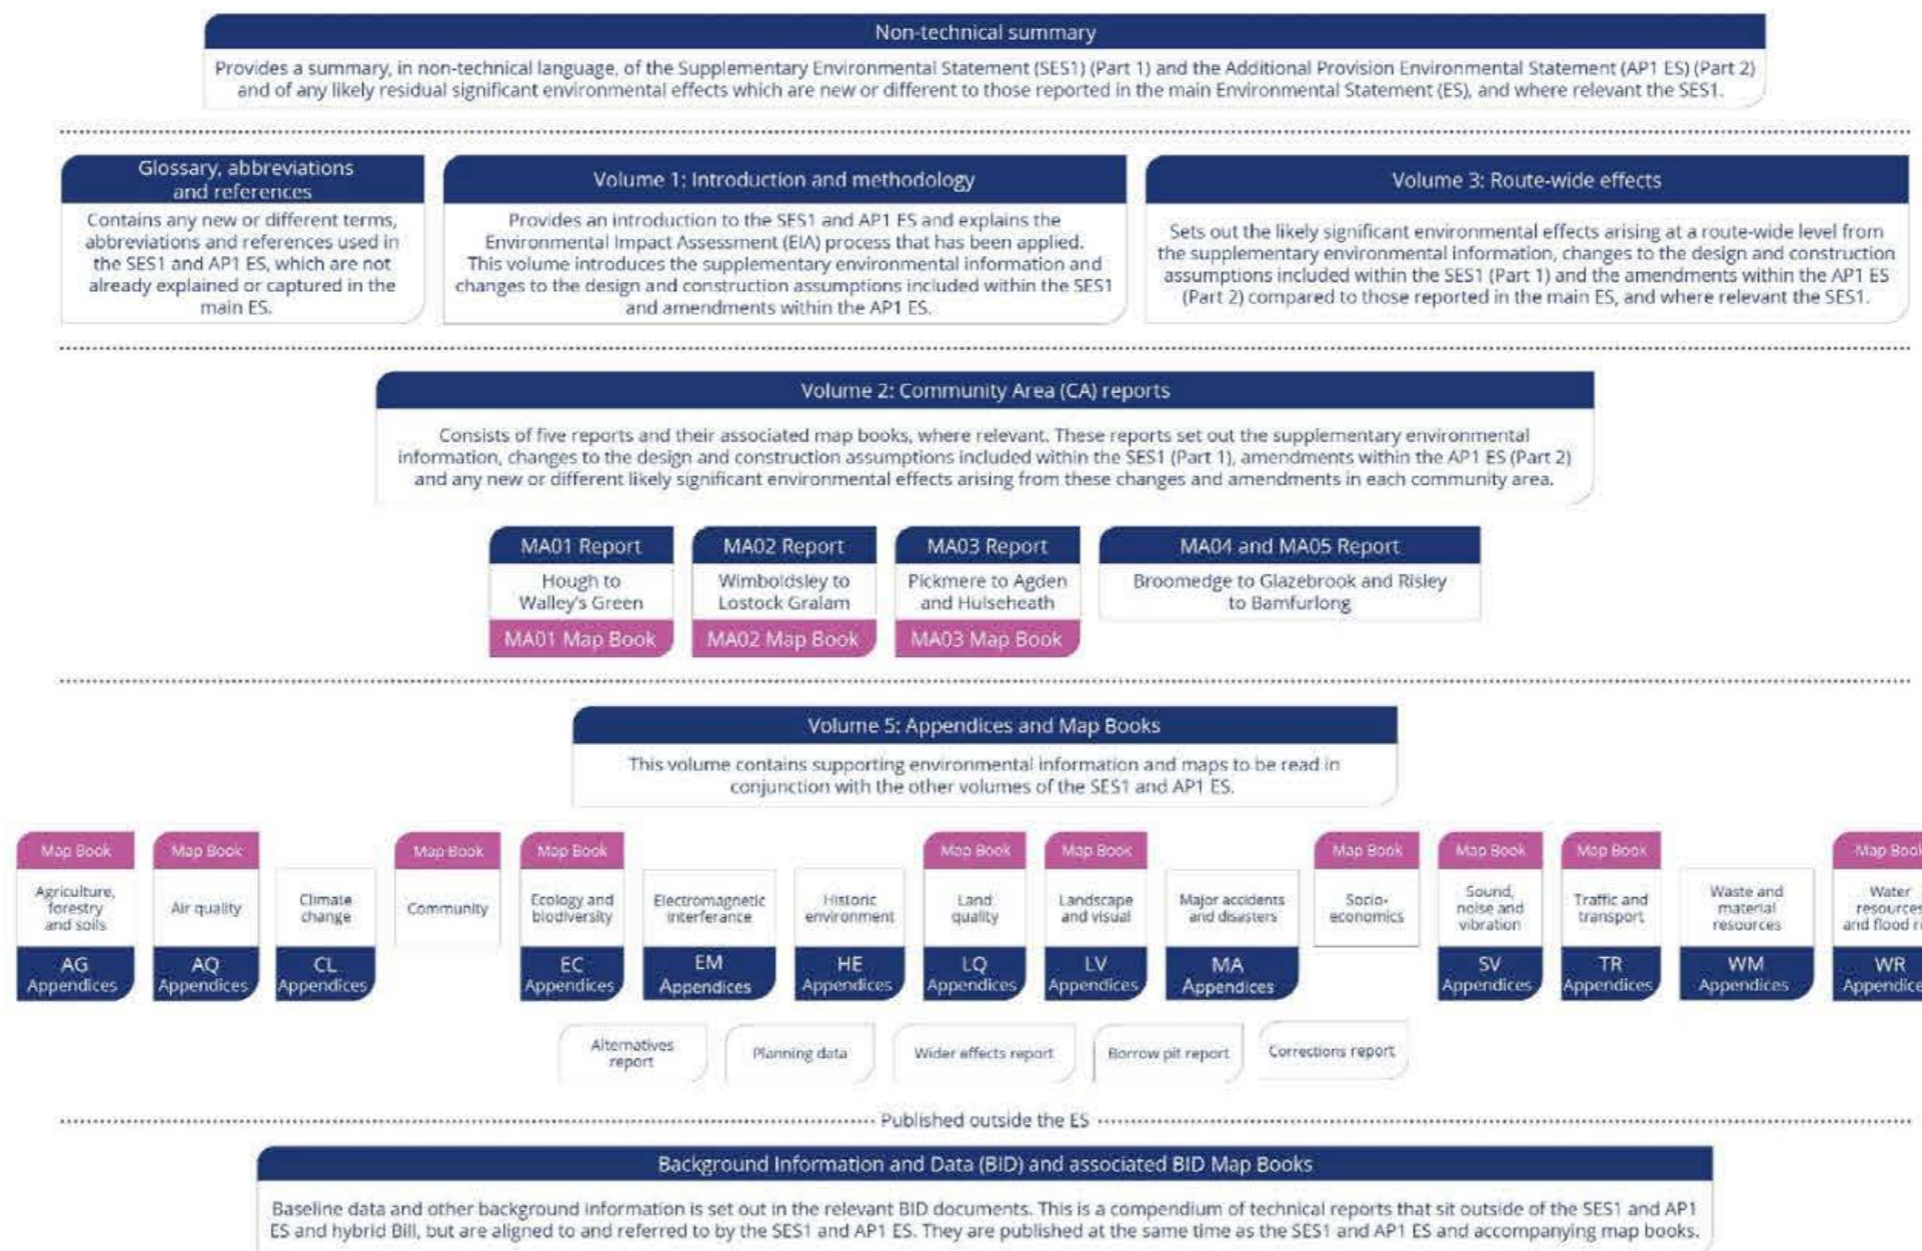 Non-technical summary
Provides a summary, in non-technical language, of the Supplementary Environmental Statement (SES1) (Part 1) and the Additional Provision Environmental Statement (AP1 ES) (Part 2)
and of any likely residual significant environmental effects which are new or different to those reported in the main Environmental Statement (ES), and where relevant the SES1.
Glossary, abbreviations
and references
Contains any new or different terms,
abbreviations and references used in
the SES1 and AP1 ES, which are not
already explained or captured in the
main ES.
Volume 1: Introduction and methodology
Provides an introduction to the SES1 and AP1 ES and explains the
Environmental Impact Assessment (EIA) process that has been applied.
This volume introduces the supplementary environmental information and
changes to the design and construction assumptions included within the SES1
and amendments within the AP1 ES.
Volume 3: Route-wide effects
Sets out the likely significant environmental effects arising at a route-wide level from
the supplementary environmental information, changes to the design and construction
assumptions included within the SES1 (Part 1) and the amendments within the AP1 ES
(Part 2) compared to those reported in the main ES, and where relevant the SES1.
Volume 2: Community Area (CA) reports
Consists of five reports and their associated map books, where relevant. These reports set out the supplementary environmental
information, changes to the design and construction assumptions included within the SES1 (Part 1), amendments within the AP1 ES (Part 2)
and any new or different likely significant environmental effects arising from these changes and amendments in each community area.
MA01 Report
Hough to
Walley's Green
MA01 Map Book
MA02 Report
Wimboldsley to
Lostock Gralam
MA02 Map Book
MA03 Report
Pickmere to Agden
and Hulseheath
MA03 Map Book
MA04 and MA05 Report
Broomedge to Glazebrook and Risley
to Bamfurlong
Volume 5: Appendices and Map Books
This volume contains supporting environmental information and maps to be read in
conjunction with the other volumes of the SES1 and AP1 ES.
Map Book
Agriculture,
forestry
and soils
AG
Appendices
Map Book
Air quality
AQ
Appendices
Climate
change
CL
Appendices
Map Book
Community
Map Book
Ecology and
biodiversity
EC
Appendices
Electromagnetic
interferance
EM
Appendices
Historic
environment
HE
Appendices
Map Book
Land
quality
LQ
Appendices
Map Book
Landscape
and visual
LV
Appendices
Major accidents
and disasters
MA
Appendices
Map Book
Socio-
economics
Map Book
Sound,
noise and
vibration
SV
Appendices
Map Book
Traffic and
transport
TR
Appendices
Waste and
material
resources
WM
Appendices
Map Book
Water
resources
and flood
WR
Appendice
Alternatives
report
Planning data
Wider effects report
Borrow pit report
Corrections report
Published outside the ES
Background Information and Data (BID) and associated BID Map Books
Baseline data and other background information is set out in the relevant BID documents. This is a compendium of technical reports that sit outside of the SES1 and AP1
ES and hybrid Bill, but are aligned to and referred to by the SES1 and AP1 ES. They are published at the same time as the SES1 and AP1 ES and accompanying map books.